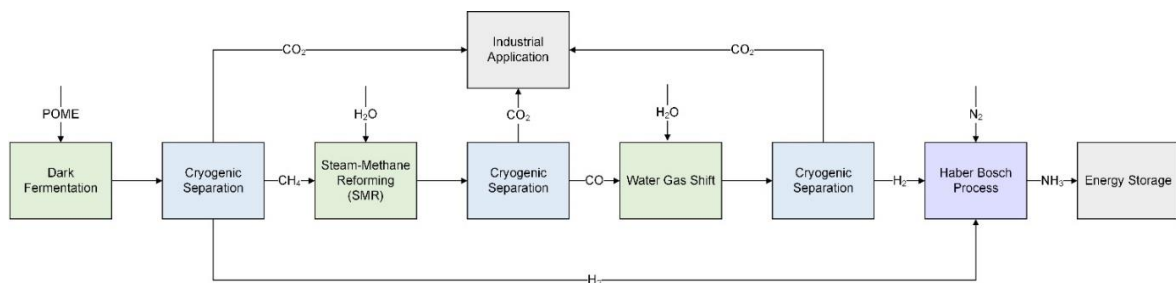 Industrial
Application
CO₂
CO₂
POME
H₂O
CO₂
H₂O
N₂
Dark
Fermentation
Cryogenic
Separation
CH₄
Steam-Methane
Reforming
(SMR)
Cryogenic
Separation
CO
Water Gas Shift
Cryogenic
Separation
H₂
Haber Bosch
Process
NH₃
Energy Storage
H₂